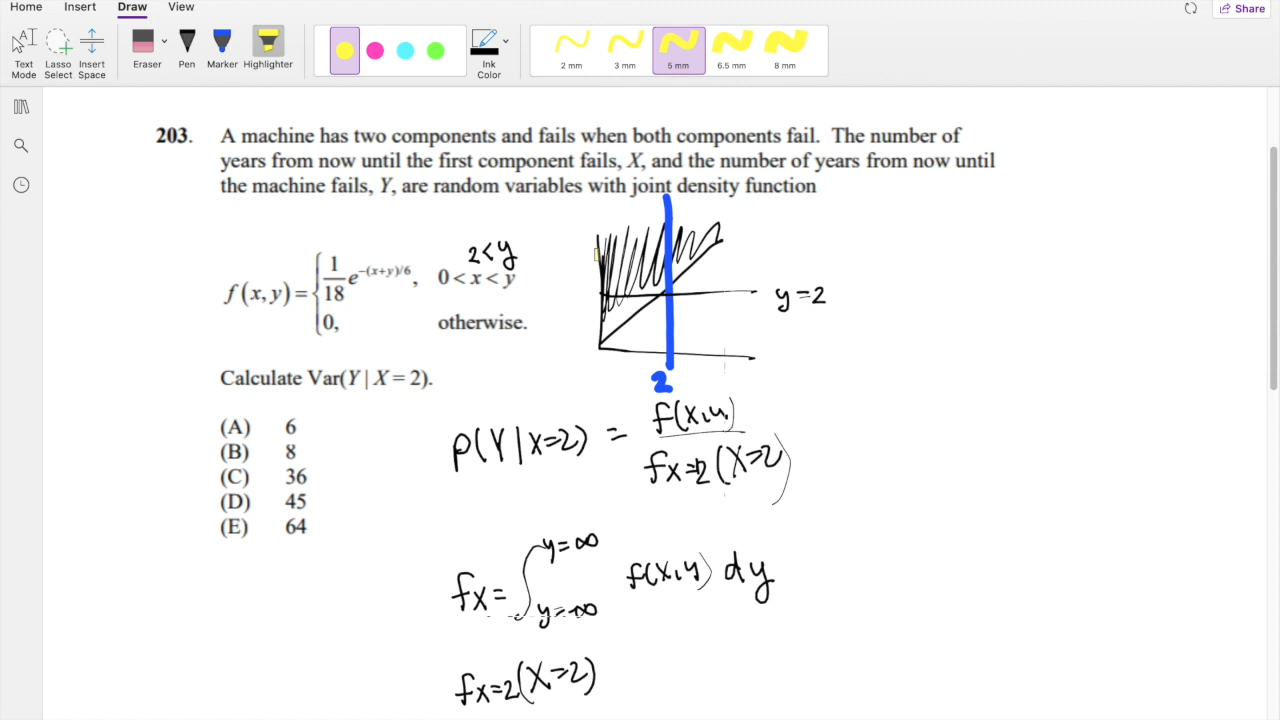 Home Insert Draw View
Share
Text Mode
Lasso Select
Insert Space
Eraser
Pen
Marker
Highlighter
Ink Color
2 mm
3 mm
5 mm
6.5 mm
8 mm
203. A machine has two components and fails when both components fail. The number of
years from now until the first component fails, X, and the number of years from now until
the machine fails, Y, are random variables with joint density function
2<y
f(x,y)={ 1/18 e^{-(x+y)/6}, 0<x<y
0, otherwise.
y=2
2
Calculate Var(Y | X = 2).
(A) 6
(B) 8
(C) 36
(D) 45
(E) 64
P(Y|X=2) = f(x,y) / fx=2(X=2)
fx= ∫ y=∞ y=-∞ f(x,y) dy
fx=2(X=2)